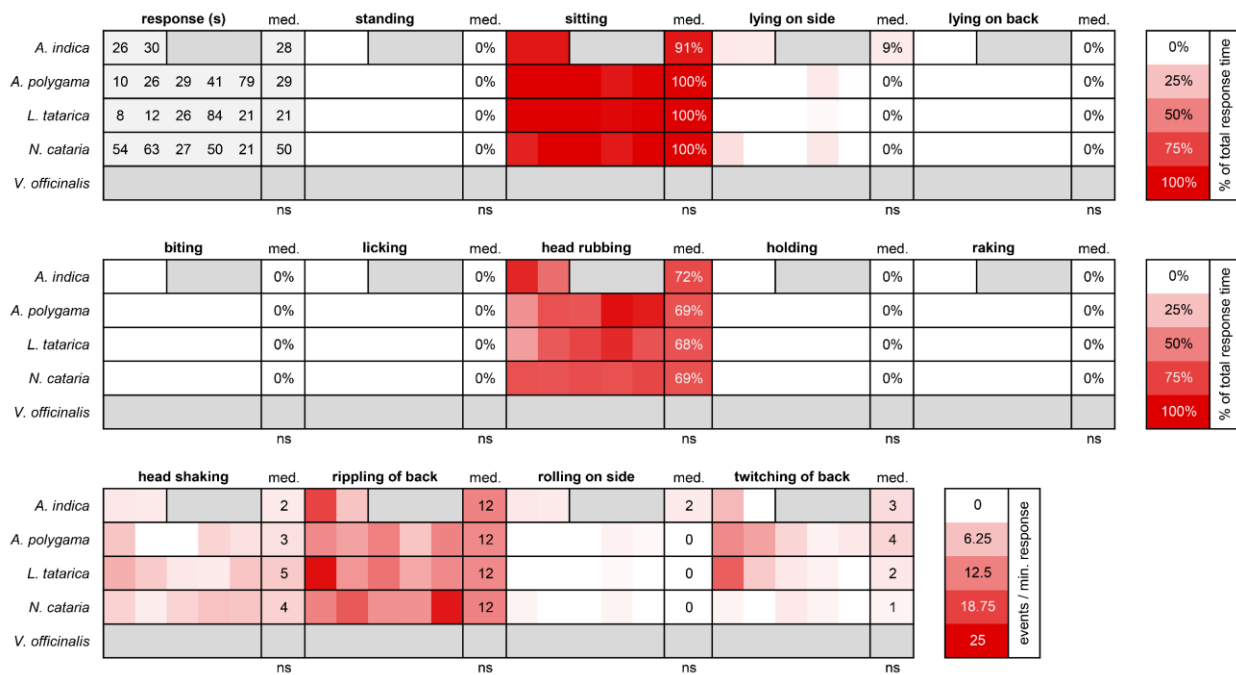 response (s) med. standing med. sitting med. lying on side med. lying on back med.
A. indica 26 30 28 0% 91% 9% 0% 0%
A. polygama 10 26 29 41 79 29 0% 100% 0% 0% 25%
L. tatarica 8 12 26 84 21 21 0% 100% 0% 0% 50%
N. cataria 54 63 27 50 21 50 0% 100% 0% 0% 75%
V. officinalis 100%
% of total response time
ns ns ns ns ns
biting med. licking med. head rubbing med. holding med. raking med.
A. indica 0% 0% 72% 0% 0% 0%
A. polygama 0% 0% 69% 0% 0% 25%
L. tatarica 0% 0% 68% 0% 0% 50%
N. cataria 0% 0% 69% 0% 0% 75%
V. officinalis 100%
% of total response time
ns ns ns ns ns
head shaking med. rippling of back med. rolling on side med. twitching of back med.
A. indica 2 12 2 3 0
A. polygama 3 12 0 4 6.25
L. tatarica 5 12 0 2 12.5
N. cataria 4 12 0 1 18.75
V. officinalis 25
events / min. response
ns ns ns ns